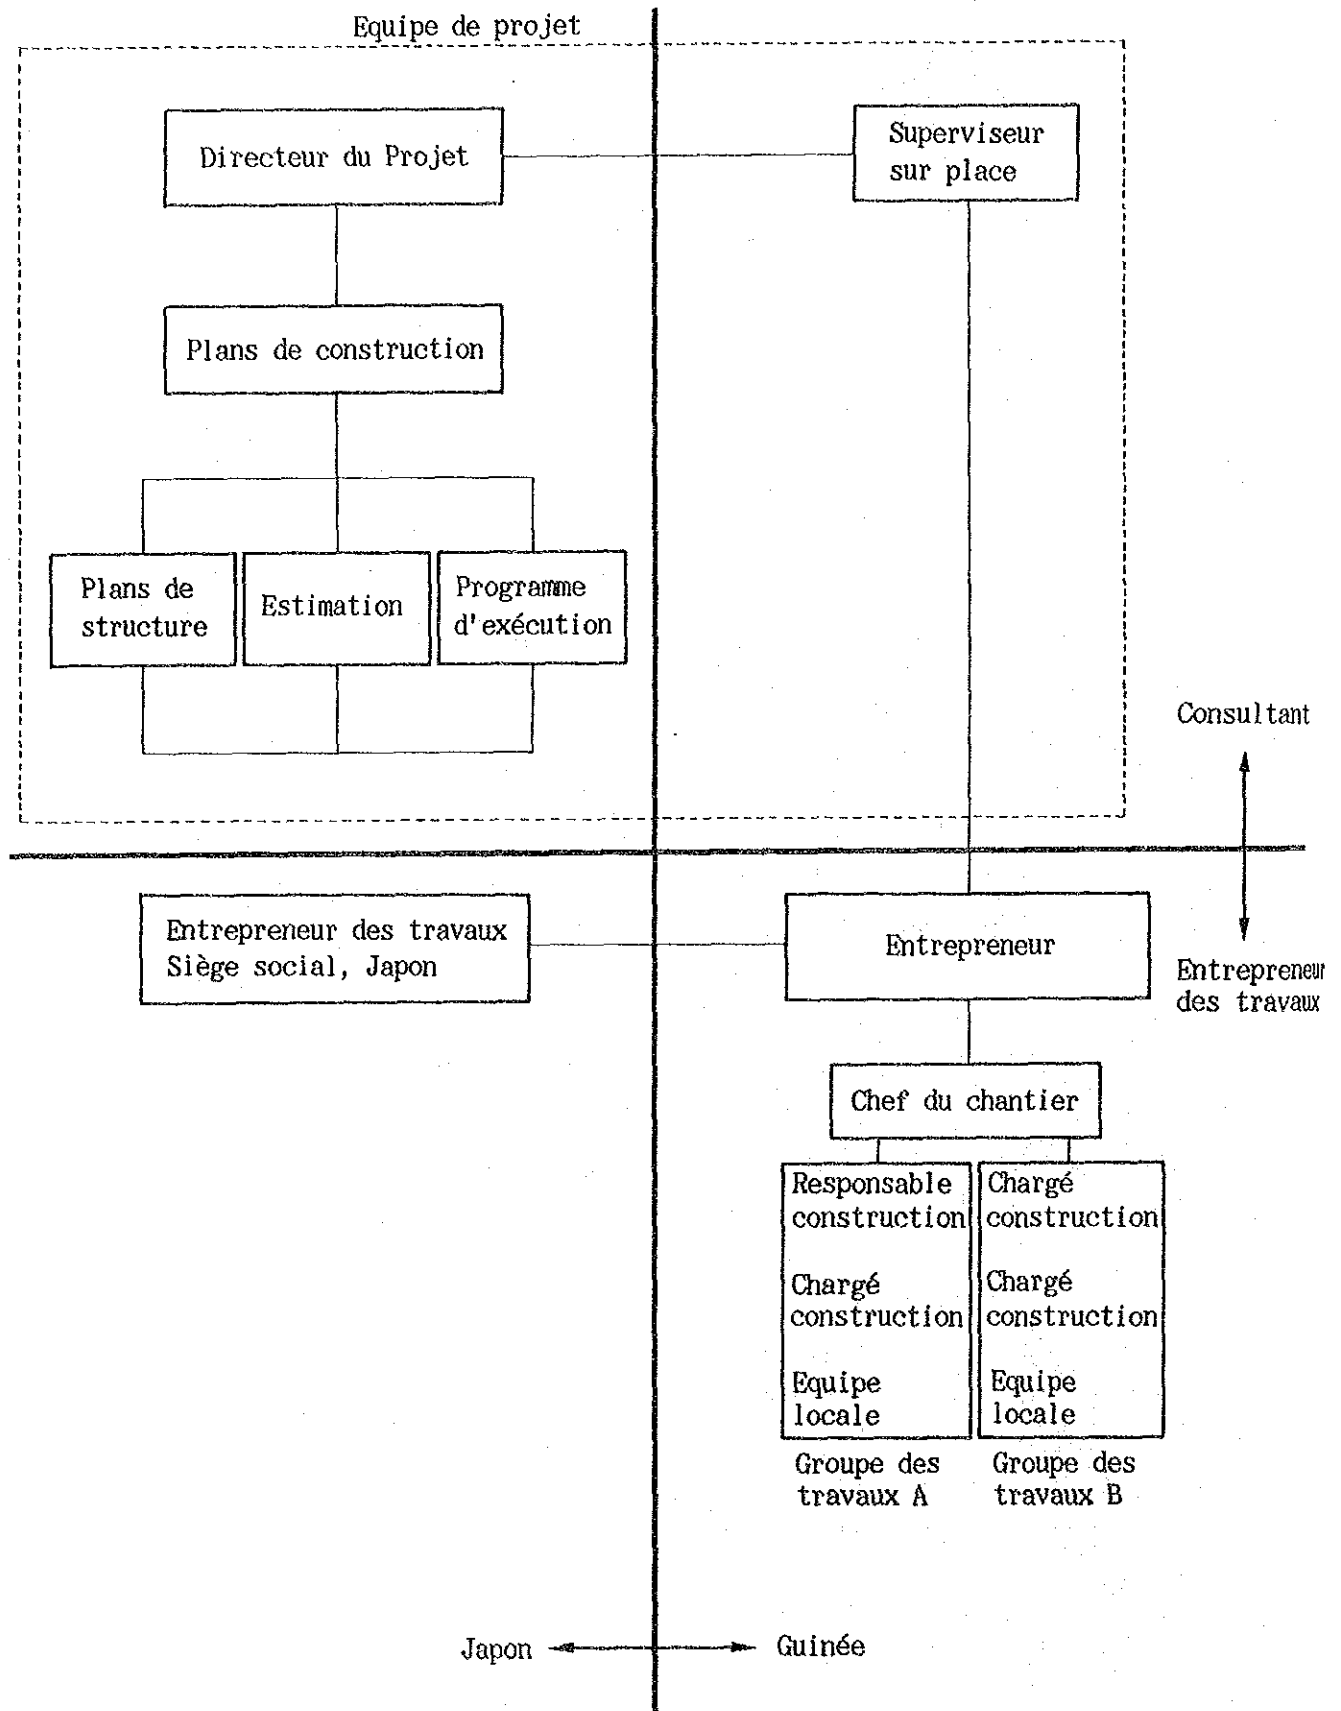 Equipe de projet
Directeur du Projet
Superviseur
sur place
Plans de construction
Plans de
structure
Estimation
Programme
d'exécution
Consultant
Entrepreneur des travaux
Siège social, Japon
Entrepreneur
Entrepreneur
des travaux
Chef du chantier
Responsable
construction
Chargé
construction
Equipe
locale
Chargé
construction
Chargé
construction
Equipe
locale
Groupe des
travaux A
Groupe des
travaux B
Japon
Guinée